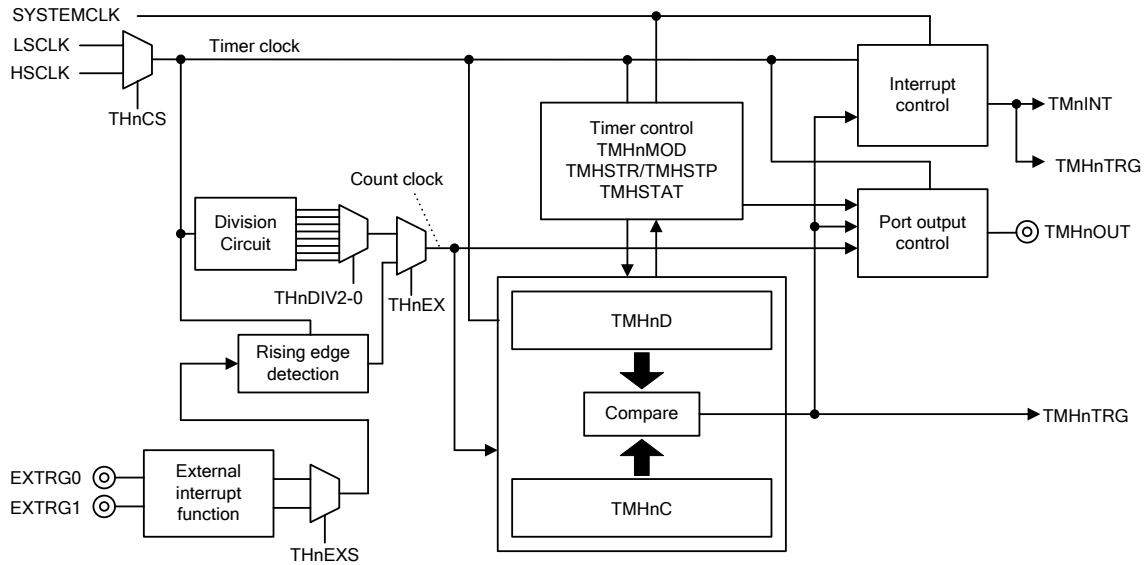 SYSTEMCLK
LSCLK
HSCLK
Timer clock
THnCS
Interrupt
control
TMnINT
TMHnTRG
Timer control
TMHnMOD
TMHSTR/TMHSTP
TMHSTAT
Count clock
Division
Circuit
THnDIV2-0
THnEX
Port output
control
TMHnOUT
Rising edge
detection
TMHnD
Compare
TMHnTRG
TMHnC
EXTRG0
EXTRG1
External
interrupt
function
THnEXS